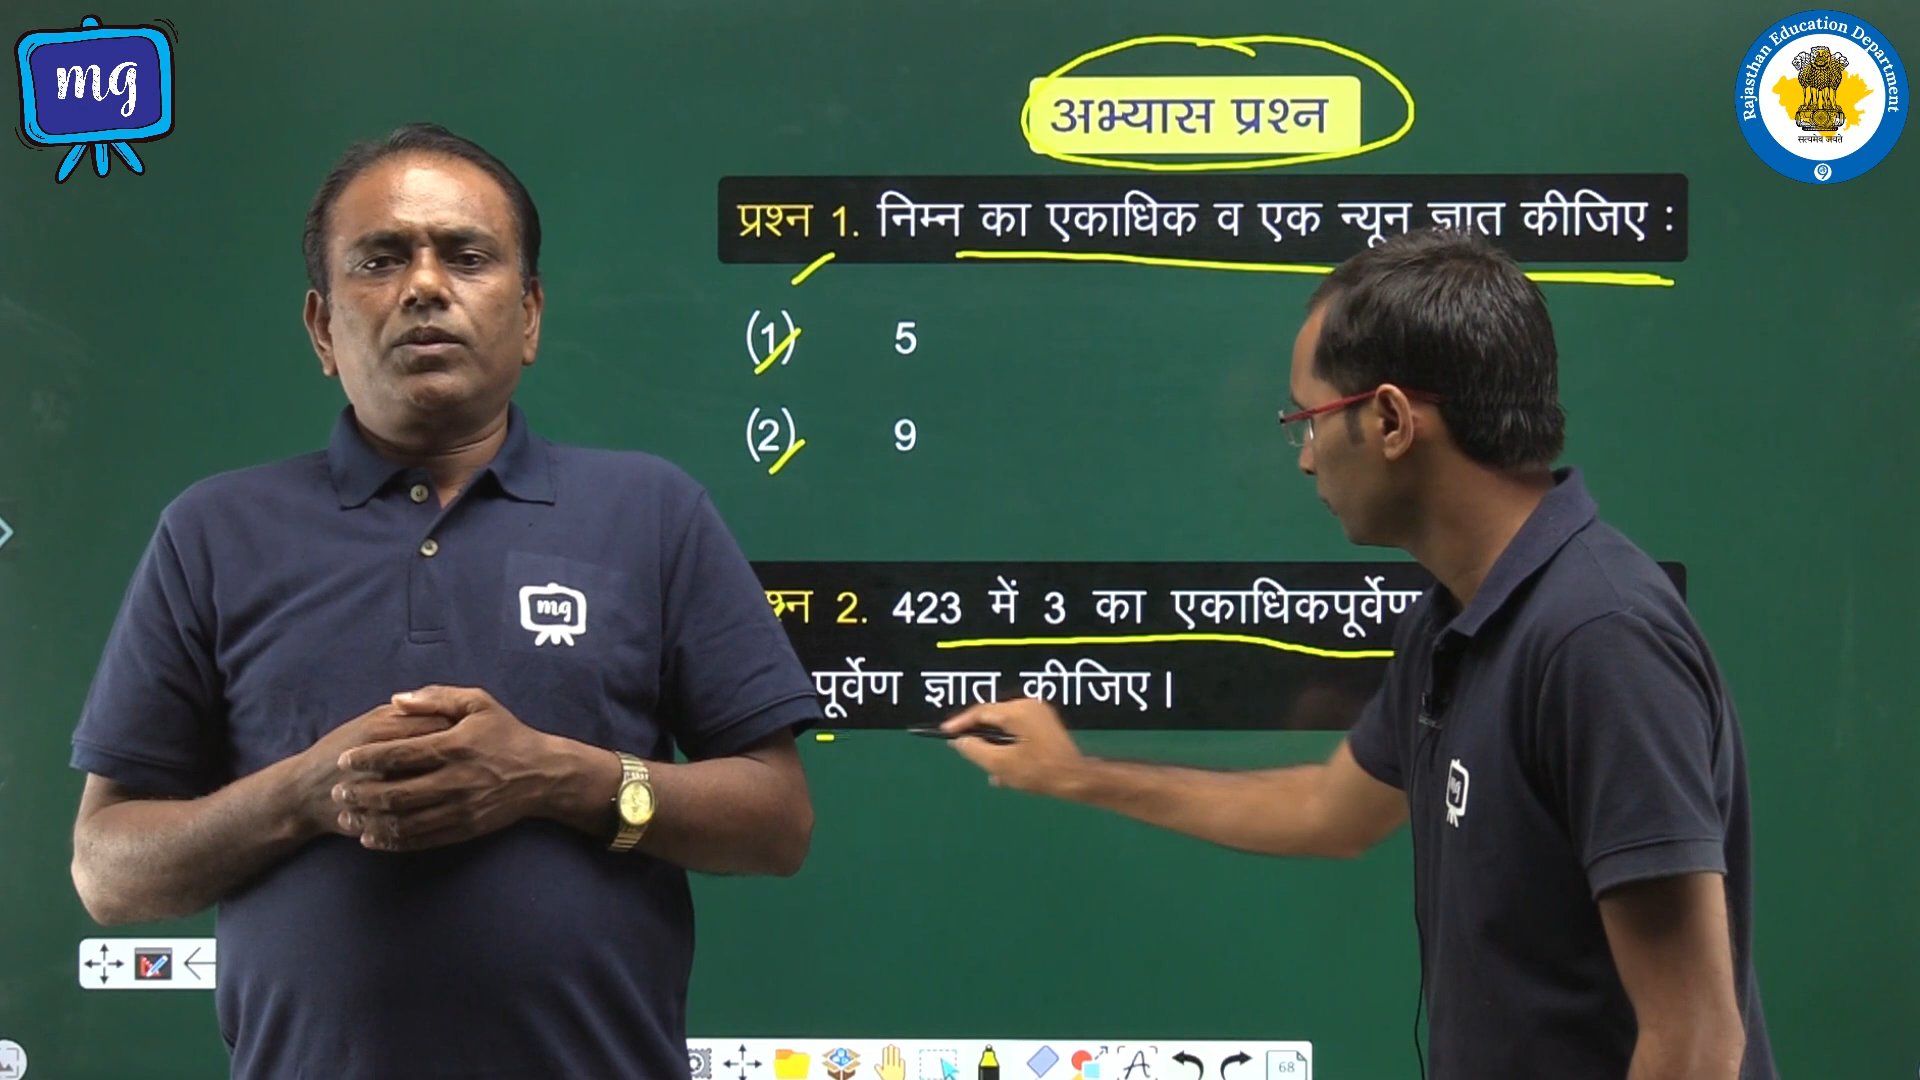 mg
Rajasthan Education Department
सत्यमेव जयते
अभ्यास प्रश्न
प्रश्न 1. निम्न का एकाधिक व एक न्यून ज्ञात कीजिए :
(1) 5
(2) 9
श्न 2. 423 में 3 का एकाधिकपूर्वेण
पूर्वेण ज्ञात कीजिए।
mg
mg
A
68